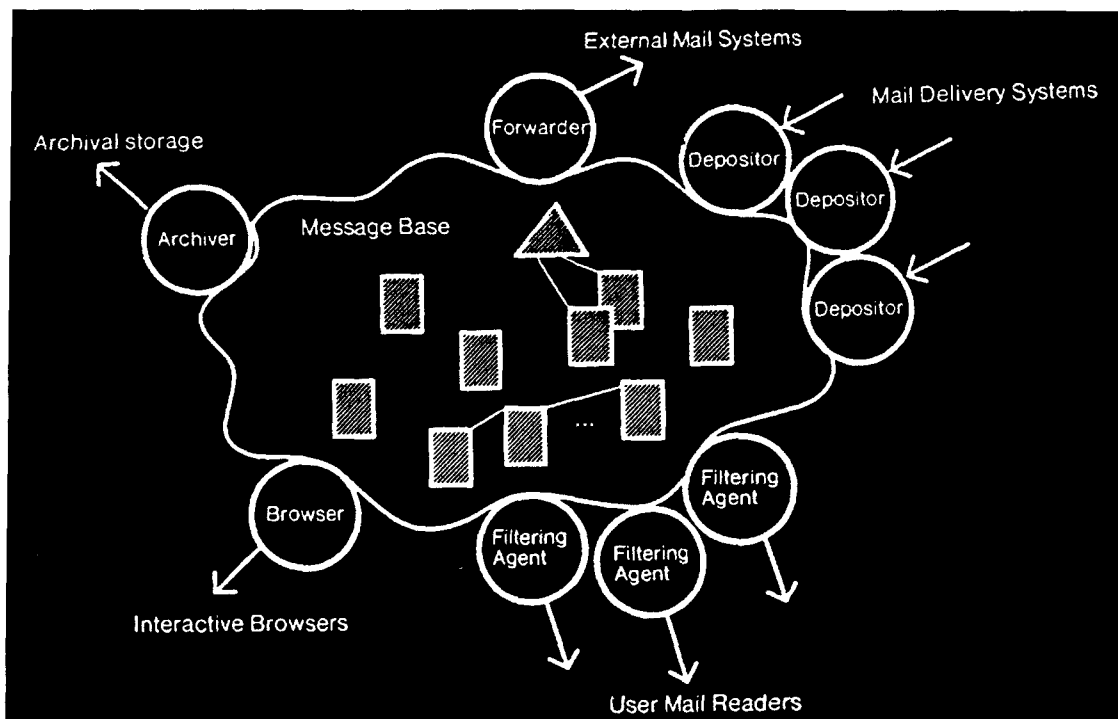 External Mail Systems
Mail Delivery Systems
Forwarder
Archival storage
Depositor
Depositor
Message Base
Archiver
Depositor
...
Filtering
Agent
Browser
Filtering
Agent
Filtering
Agent
Interactive Browsers
User Mail Readers